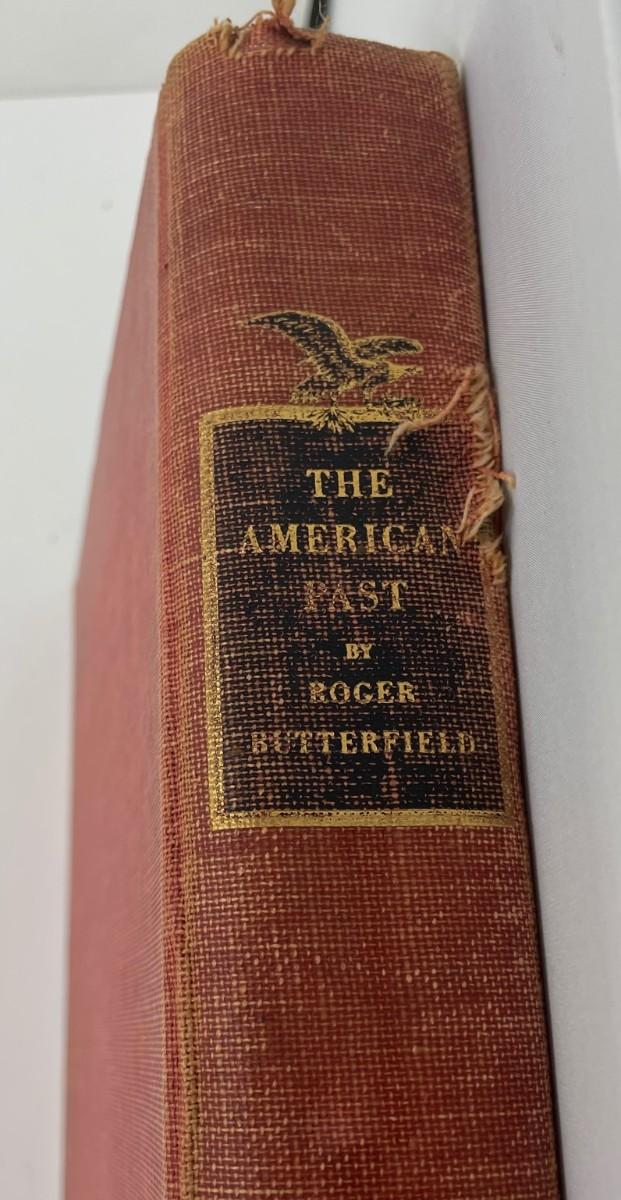 THE
AMERICAN
PAST
BY
ROGER
BUTTERFIELD